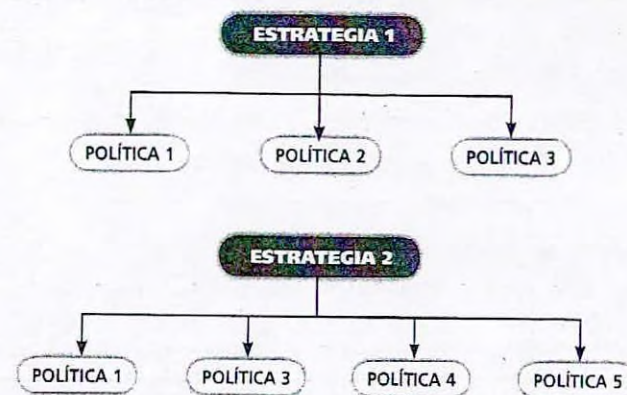 ESTRATEGIA 1
POLÍTICA 1 POLÍTICA 2 POLÍTICA 3
ESTRATEGIA 2
POLÍTICA 1 POLÍTICA 3 POLÍTICA 4 POLÍTICA 5